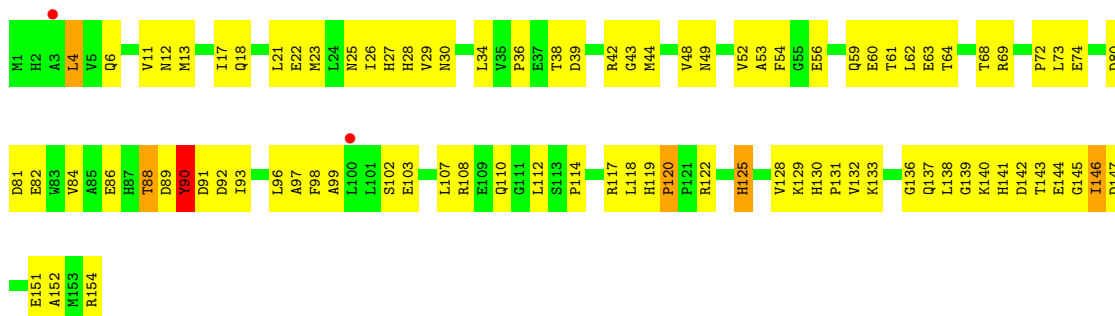 M1 H2 A3 L4 V5 Q6 V11 N12 M13 I17 Q18 L21 E22 M23 L24 N25 I26 H27 H28 V29 N30 L34 V35 P36 E37 T38 D39 R42 G43 M44 V48 N49 V52 A53 F54 G55 E56 Q59 E60 T61 L62 E63 T64 T68 R69 P72 L73 E74 D80
D81 E82 W83 V84 A85 E86 H87 T88 D89 Y90 D91 D92 I93 L96 A97 F98 A99 L100 L101 S102 E103 L107 R108 E109 Q110 G111 L112 S113 P114 R117 L118 H119 P120 P121 R122 H125 V128 K129 H130 P131 V132 K133 G136 Q137 L138 G139 K140 H141 D142 T143 E144 G145 I146
E151 A152 M153 R154